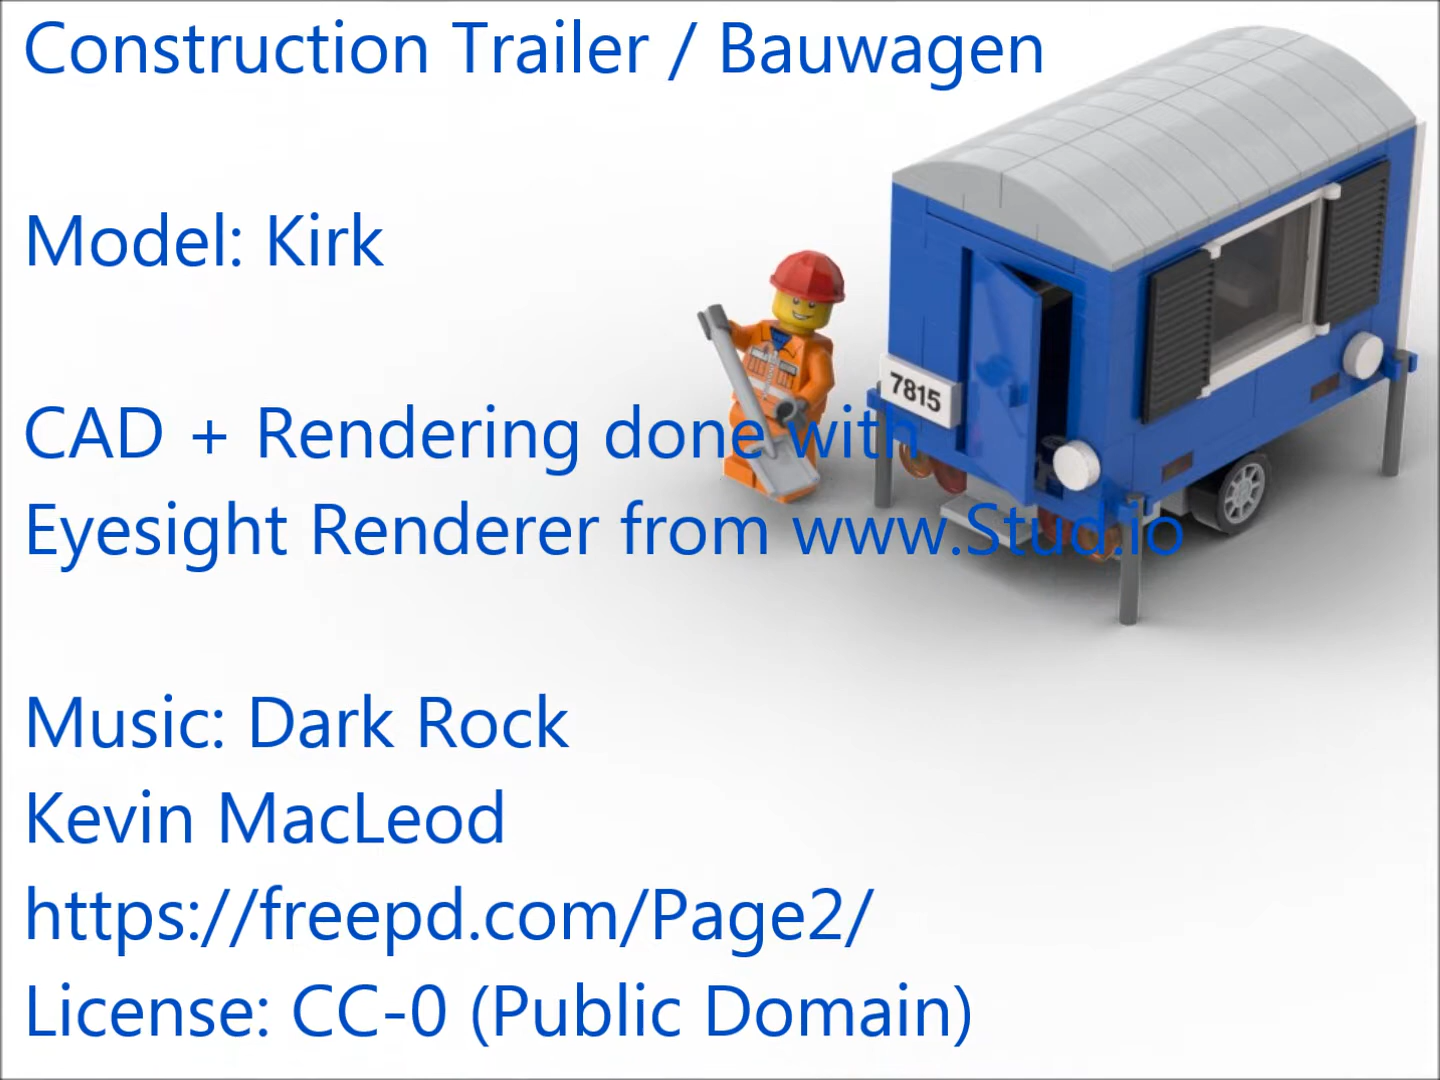 Construction Trailer / Bauwagen
Model: Kirk
7815
CAD + Rendering done with
Eyesight Renderer from www.Stud.io
Music: Dark Rock
Kevin MacLeod
https://freepd.com/Page2/
License: CC-0 (Public Domain)